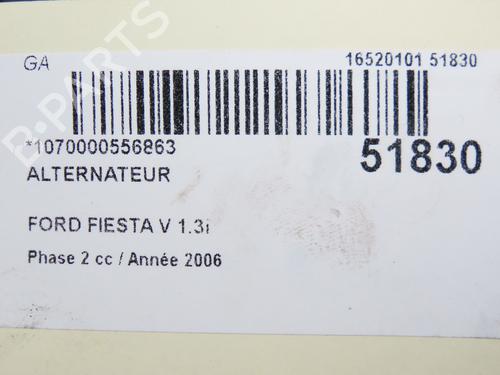 GA 16520101 51830
*1070000556863 51830
ALTERNATEUR
FORD FIESTA V 1.3i
Phase 2 cc / Année 2006
B-PARTS